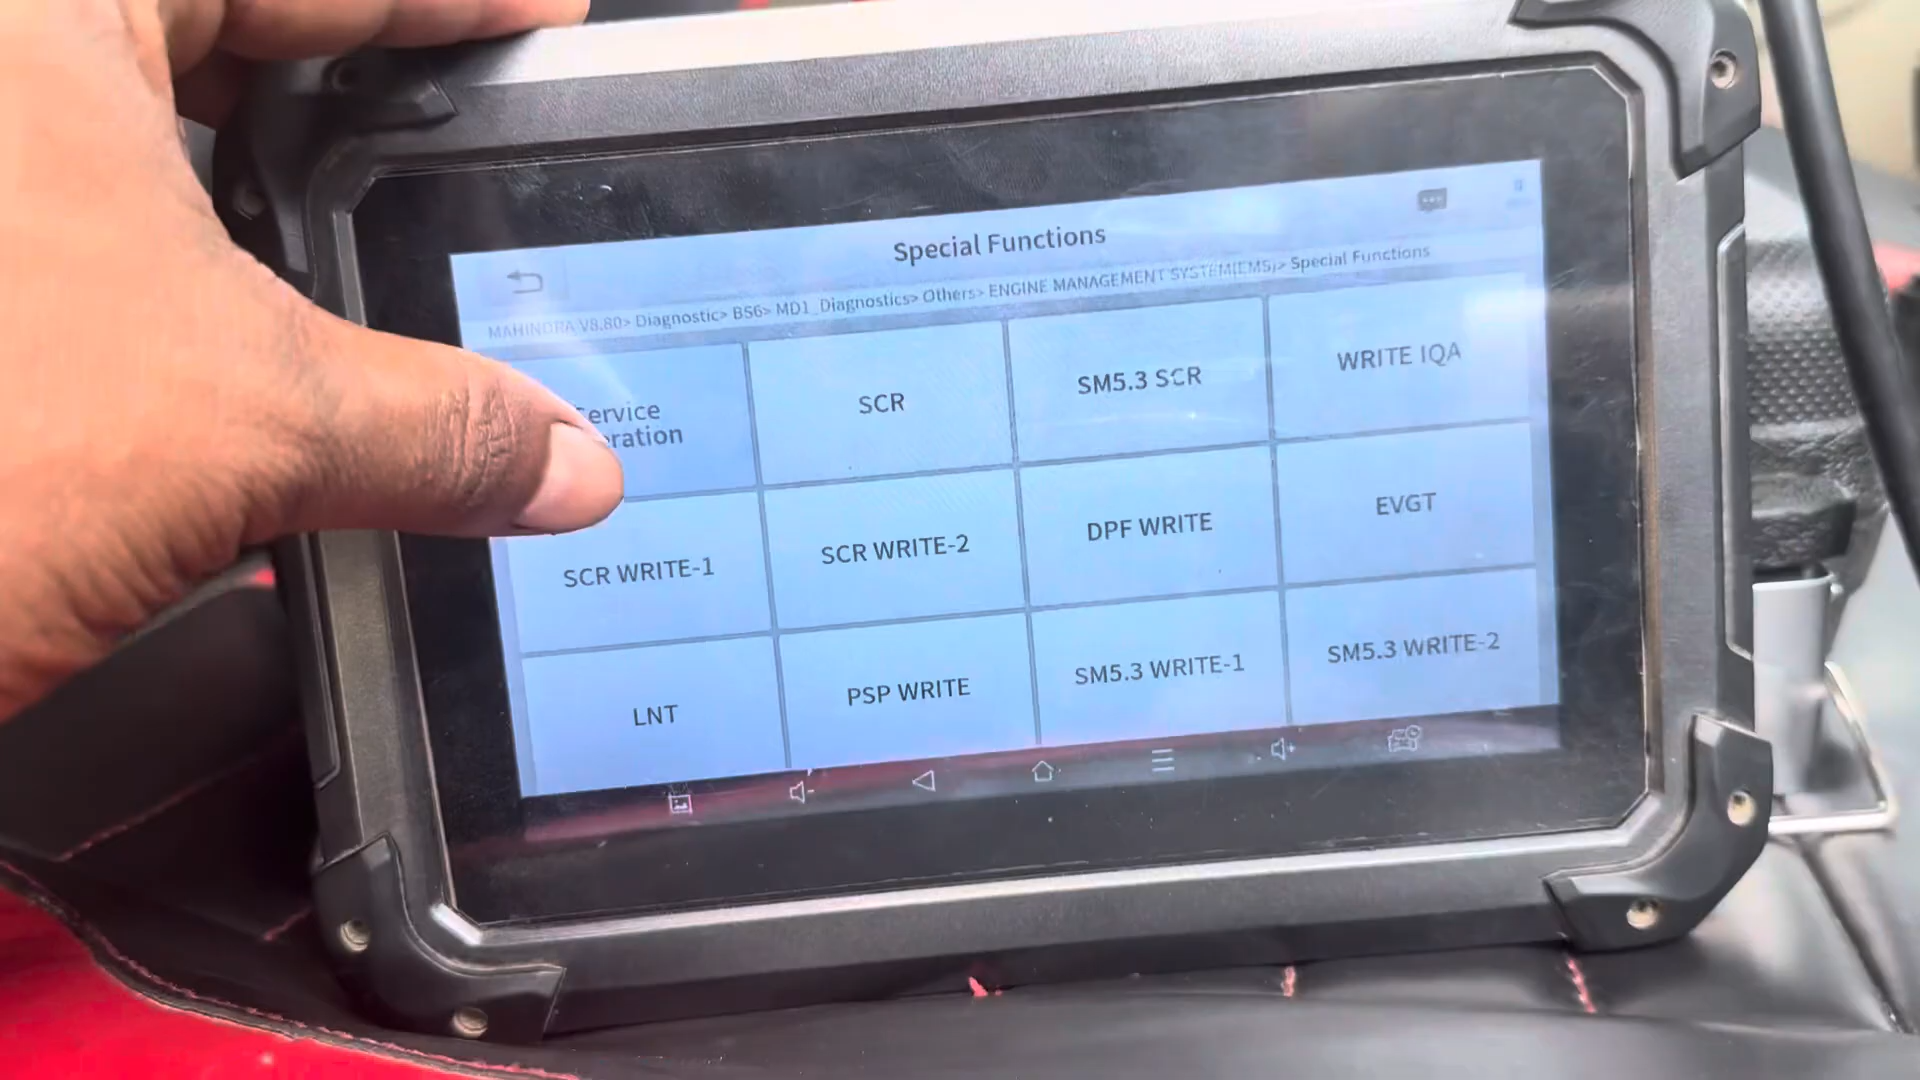 Special Functions
MAHINDRA V8.80> Diagnostic> BS6> MD1_Diagnostics> Others> ENGINE MANAGEMENT SYSTEM(EMS)> Special Functions
ervice
eration
SCR
SM5.3 SCR
WRITE IQA
SCR WRITE-1
SCR WRITE-2
DPF WRITE
EVGT
LNT
PSP WRITE
SM5.3 WRITE-1
SM5.3 WRITE-2